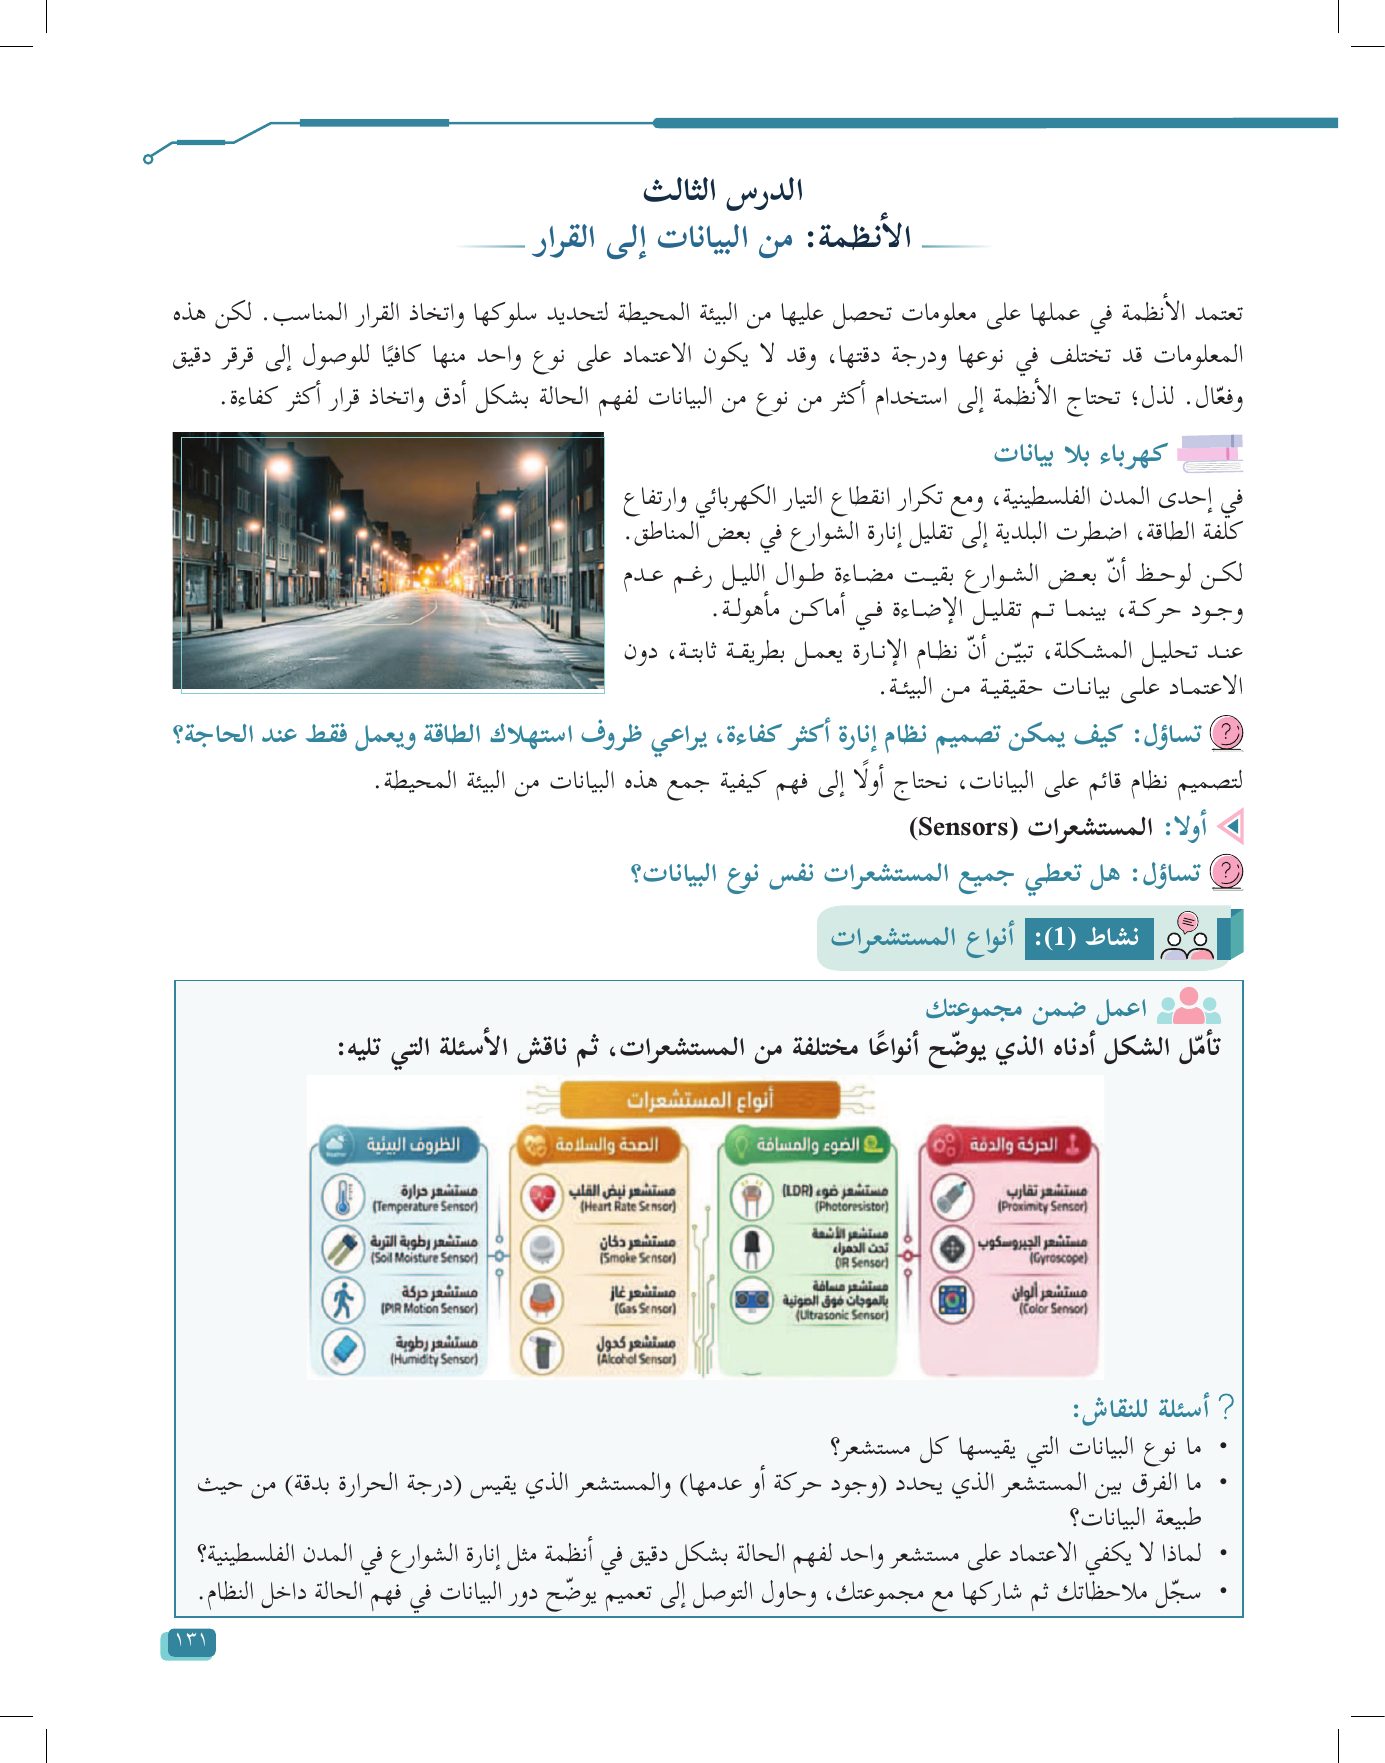 الدرس الثالث
الأنظمة: من البيانات إلى القرار
تعتمد الأنظمة في عملها على معلومات تحصل عليها من البيئة المحيطة لتحديد سلوكها واتخاذ القرار المناسب. لكن هذه
المعلومات قد تختلف في نوعها ودرجة دقتها، وقد لا يكون الاعتماد على نوع واحد منها كافيًا للوصول إلى قرقر دقيق
وفعّال. لذل؛ تحتاج الأنظمة إلى استخدام أكثر من نوع من البيانات لفهم الحالة بشكل أدق واتخاذ قرار أكثر كفاءة.
كهرباء بلا بيانات
في إحدى المدن الفلسطينية، ومع تكرار انقطاع التيار الكهربائي وارتفاع
كلفة الطاقة، اضطرت البلدية إلى تقليل إنارة الشوارع في بعض المناطق.
لكن لوحظ أنّ بعض الشوارع بقيت مضاءة طوال الليل رغم عدم
وجود حركة، بينما تم تقليل الإضاءة في أماكن مأهولة.
عند تحليل المشكلة، تبيّن أنّ نظام الإنارة يعمل بطريقة ثابتة، دون
الاعتماد على بيانات حقيقية من البيئة.
تساؤل: كيف يمكن تصميم نظام إنارة أكثر كفاءة، يراعي ظروف استهلاك الطاقة ويعمل فقط عند الحاجة؟
لتصميم نظام قائم على البيانات، نحتاج أولًا إلى فهم كيفية جمع هذه البيانات من البيئة المحيطة.
أولا: المستشعرات (Sensors)
تساؤل: هل تعطي جميع المستشعرات نفس نوع البيانات؟
نشاط (1): أنواع المستشعرات
اعمل ضمن مجموعتك
تأمّل الشكل أدناه الذي يوضّح أنواعًا مختلفة من المستشعرات، ثم ناقش الأسئلة التي تليه:
أنواع المستشعرات
الحركة والدقة
مستشعر تقارب
(Proximity Sensor)
مستشعر الجيروسكوب
(Gyroscope)
مستشعر ألوان
(Color Sensor)
الضوء والمسافة
مستشعر ضوء (LDR)
(Photoresistor)
مستشعر الأشعة
تحت الحمراء
(IR Sensor)
مستشعر مسافة
بالموجات فوق الصوتية
(Ultrasonic Sensor)
الصحة والسلامة
مستشعر نبض القلب
(Heart Rate Sensor)
مستشعر دخان
(Smoke Sensor)
مستشعر غاز
(Gas Sensor)
مستشعر كحول
(Alcohol Sensor)
الظروف البيئية
مستشعر حرارة
(Temperature Sensor)
مستشعر رطوبة التربة
(Soil Moisture Sensor)
مستشعر حركة
(PIR Motion Sensor)
مستشعر رطوبة
(Humidity Sensor)
أسئلة للنقاش:
• ما نوع البيانات التي يقيسها كل مستشعر؟
• ما الفرق بين المستشعر الذي يحدد (وجود حركة أو عدمها) والمستشعر الذي يقيس (درجة الحرارة بدقة) من حيث
طبيعة البيانات؟
• لماذا لا يكفي الاعتماد على مستشعر واحد لفهم الحالة بشكل دقيق في أنظمة مثل إنارة الشوارع في المدن الفلسطينية؟
• سجّل ملاحظاتك ثم شاركها مع مجموعتك، وحاول التوصل إلى تعميم يوضّح دور البيانات في فهم الحالة داخل النظام.
١٣١